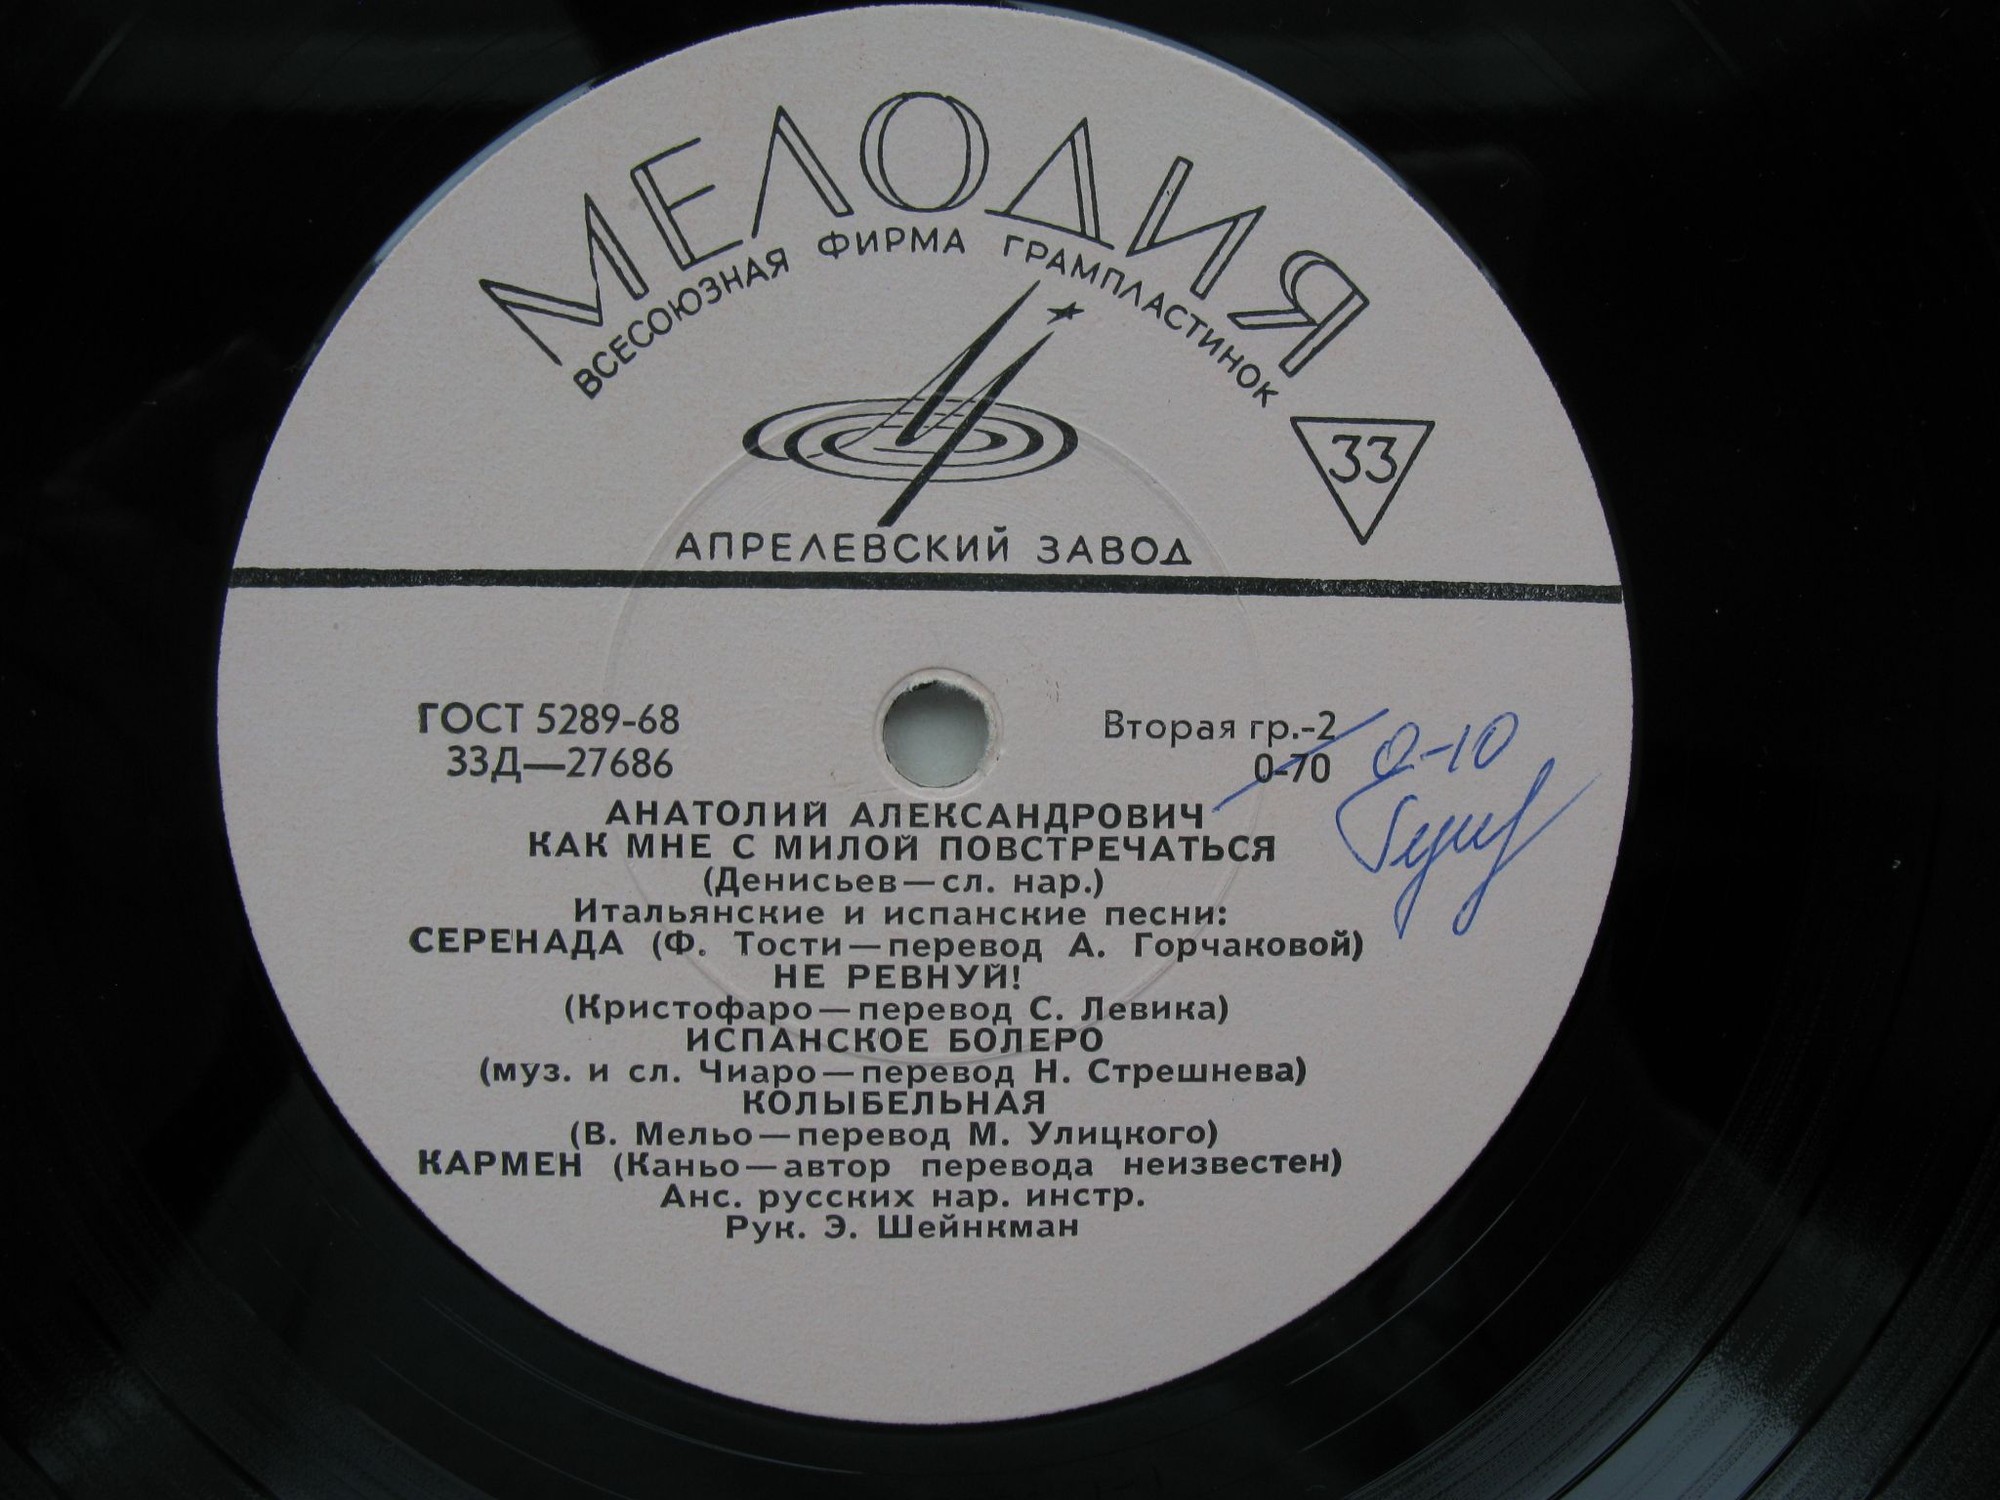 МЕЛОДИЯ
ВСЕСОЮЗНАЯ ФИРМА ГРАМПЛАСТИНОК
33
АПРЕЛЕВСКИЙ ЗАВОД
ГОСТ 5289-68
Вторая гр.-2
33Д—27686
0-70
0-10
АНАТОЛИЙ АЛЕКСАНДРОВИЧ
КАК МНЕ С МИЛОЙ ПОВСТРЕЧАТЬСЯ
(Денисьев—сл. нар.)
Итальянские и испанские песни:
СЕРЕНАДА (Ф. Тости—перевод А. Горчаковой)
НЕ РЕВНУЙ!
(Кристофаро—перевод С. Левика)
ИСПАНСКОЕ БОЛЕРО
(муз. и сл. Чиаро—перевод Н. Стрешнева)
КОЛЫБЕЛЬНАЯ
(В. Мельо—перевод М. Улицкого)
КАРМЕН (Каньо—автор перевода неизвестен)
Анс. русских нар. инстр.
Рук. Э. Шейнкман